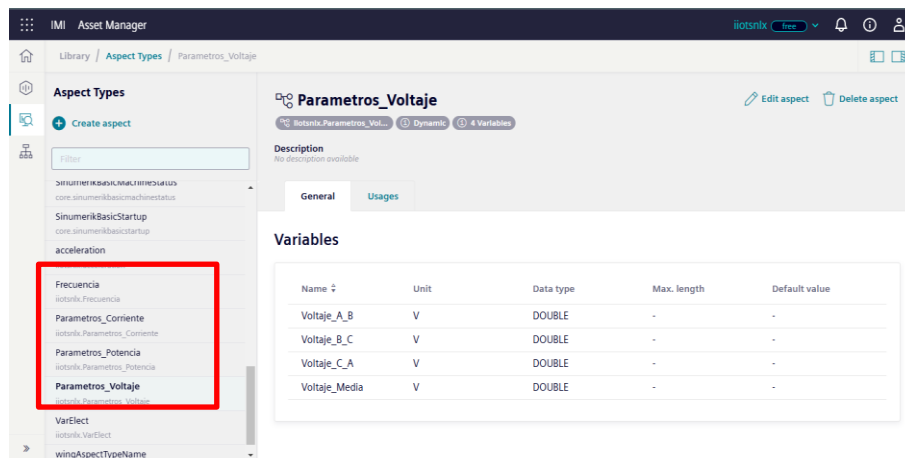 IMI Asset Manager
iiotsnlx free
Library / Aspect Types / Parametros_Voltaje
Aspect Types
Create aspect
Filter
SinumerikBasicMachineStatus
core.sinumerikbasicmachinestatus
SinumerikBasicStartup
core.sinumerikbasicstartup
acceleration
Frecuencia
iiotsnlx.Frecuencia
Parametros_Corriente
iiotsnlx.Parametros_Corriente
Parametros_Potencia
iiotsnlx.Parametros_Potencia
Parametros_Voltaje
iiotsnlx.Parametros_Voltaje
VarElect
iiotsnlx.VarElect
wingAspectTypeName
Parametros_Voltaje
Edit aspect Delete aspect
iiotsnlx.Parametros_Vol... Dynamic 4 Variables
Description
No description available
General Usages
Variables
Name Unit Data type Max. length Default value
Voltaje_A_B V DOUBLE - -
Voltaje_B_C V DOUBLE - -
Voltaje_C_A V DOUBLE - -
Voltaje_Media V DOUBLE - -